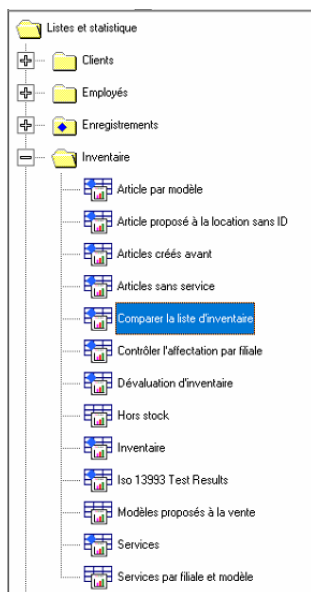 Listes et statistique
Clients
Employés
Enregistrements
Inventaire
Article par modèle
Article proposé à la location sans ID
Articles créés avant
Articles sans service
Comparer la liste d'inventaire
Contrôler l'affectation par filiale
Dévaluation d'inventaire
Hors stock
Inventaire
Iso 13993 Test Results
Modèles proposés à la vente
Services
Services par filiale et modèle